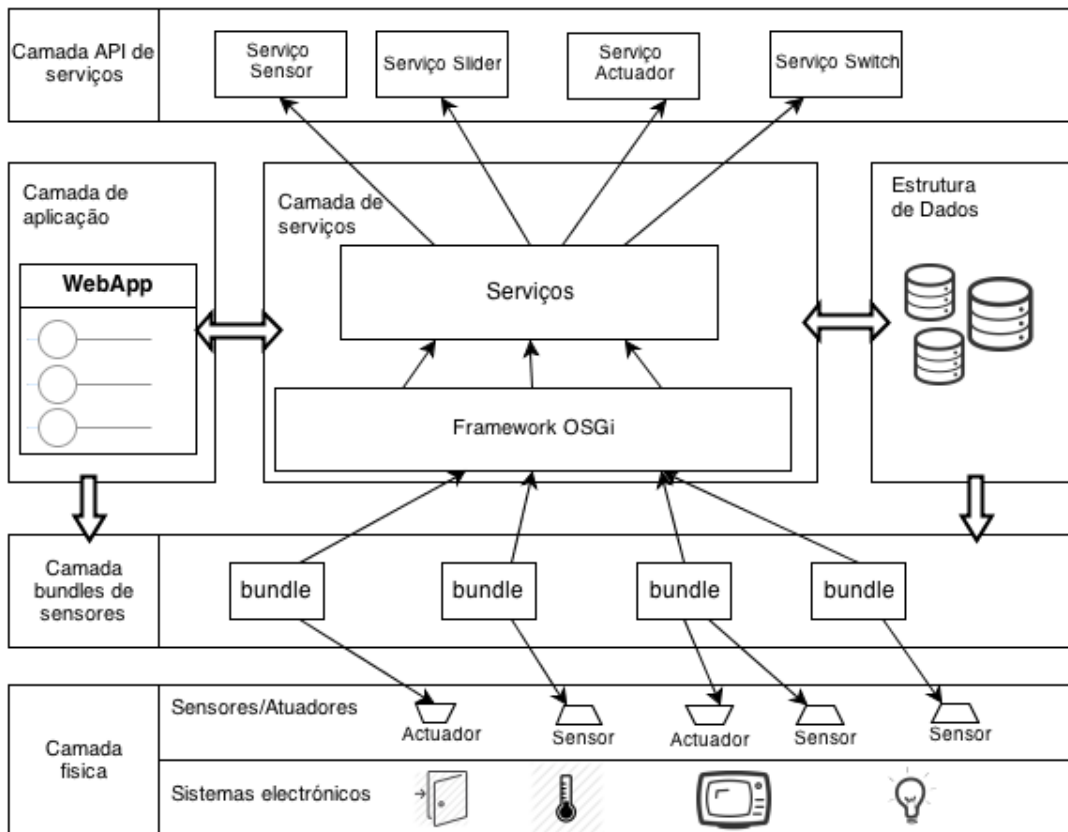 Camada API de
serviços
Serviço
Sensor
Serviço Slider
Serviço
Actuador
Serviço Switch
Camada de
aplicação
WebApp
Camada de
serviços
Serviços
Framework OSGi
Estrutura
de Dados
Camada
bundles de
sensores
bundle
bundle
bundle
bundle
Camada
fisica
Sensores/Atuadores
Actuador
Sensor
Actuador
Sensor
Sensor
Sistemas electrónicos